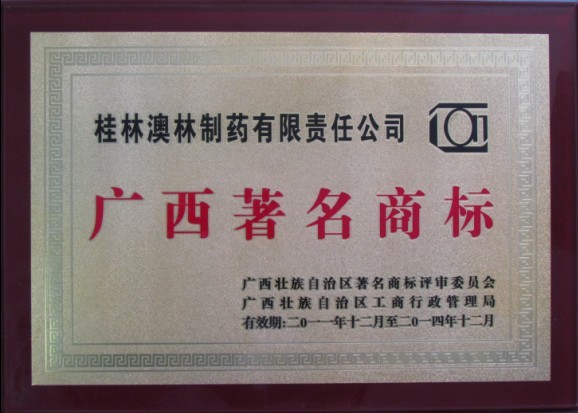 桂林澳林制药有限责任公司
广西著名商标
广西壮族自治区著名商标评审委员会
广西壮族自治区工商行政管理局
有效期:二〇一一年十二月至二〇一四年十二月